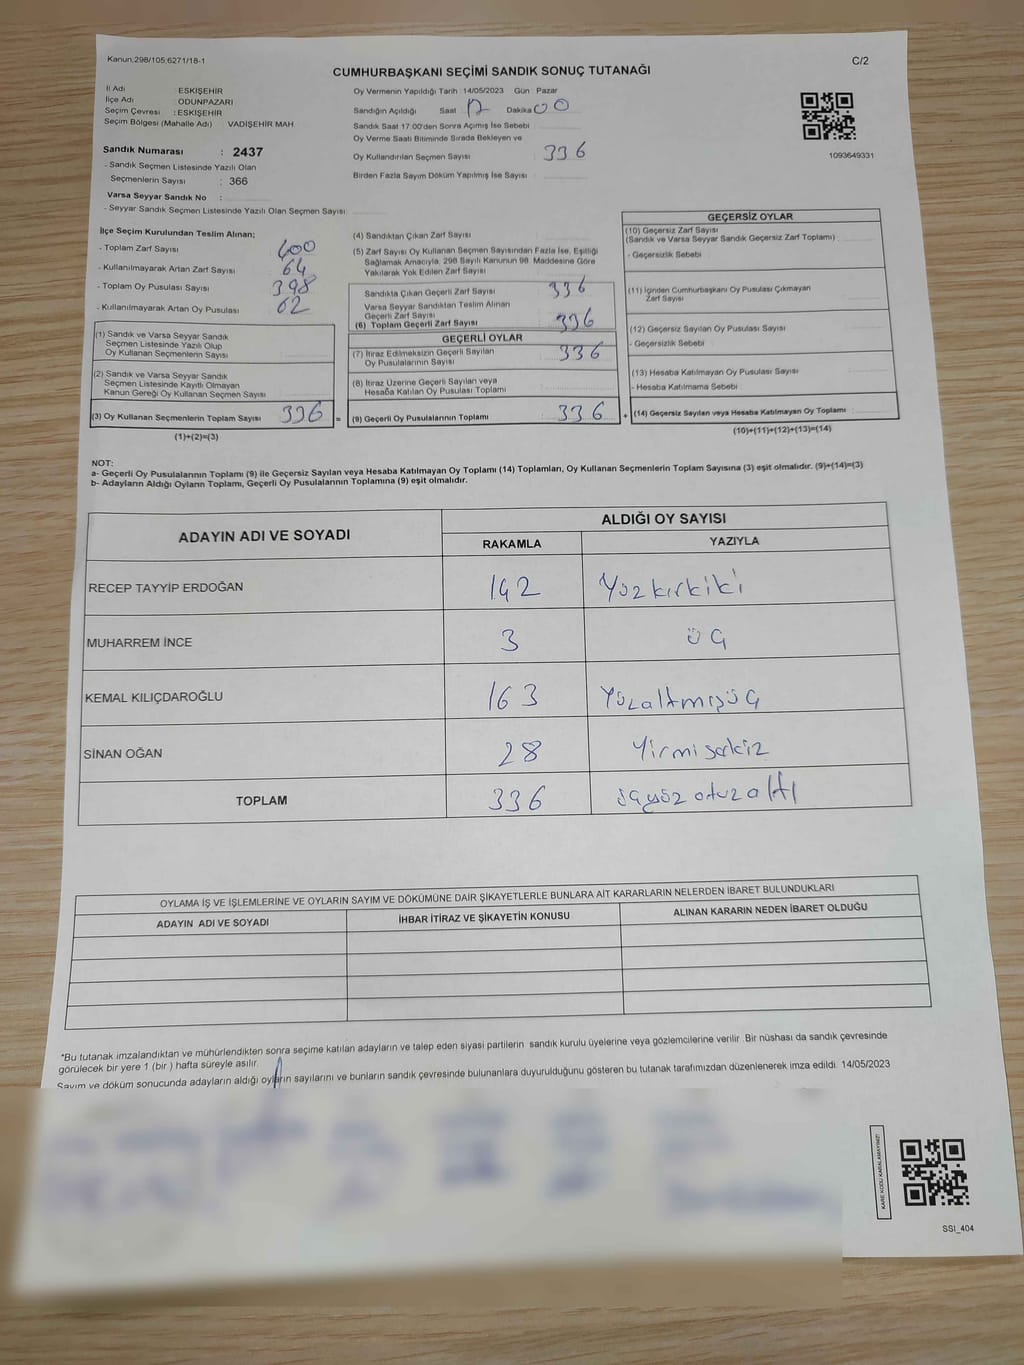 Kanun;298/105;6271/18-1
C/2
CUMHURBAŞKANI SEÇİMİ SANDIK SONUÇ TUTANAĞI
İl Adı : ESKİŞEHİR
İlçe Adı : ODUNPAZARI
Seçim Çevresi : ESKİŞEHİR
Seçim Bölgesi (Mahalle Adı) VADİŞEHİR MAH.
Sandık Numarası : 2437
- Sandık Seçmen Listesinde Yazılı Olan
Seçmenlerin Sayısı : 366
Varsa Seyyar Sandık No :
- Seyyar Sandık Seçmen Listesinde Yazılı Olan Seçmen Sayısı
Oy Vermenin Yapıldığı Tarih :14/05/2023 Gün : Pazar
Sandığın Açıldığı Saat 17 Dakika 00
Sandık Saat 17:00'den Sonra Açımış İse Sebebi
Oy Verme Saati Bitiminde Sırada Bekleyen ve
Oy Kullandırılan Seçmen Sayısı : 336
Birden Fazla Sayım Döküm Yapılmış İse Sayısı
1093649331
İlçe Seçim Kurulundan Teslim Alınan;
- Toplam Zarf Sayısı : 400
- Kullanılmayarak Artan Zarf Sayısı : 64
- Toplam Oy Pusulası Sayısı : 398
- Kullanılmayarak Artan Oy Pusulası : 62
(1) Sandık ve Varsa Seyyar Sandık
Seçmen Listesinde Yazılı Olup
Oy Kullanan Seçmenlerin Sayısı
(2) Sandık ve Varsa Seyyar Sandık
Seçmen Listesinde Kayıtlı Olmayan
Kanun Gereği Oy Kullanan Seçmen Sayısı
(3) Oy Kullanan Seçmenlerin Toplam Sayısı : 336 =
(1)+(2)=(3)
(4) Sandıktan Çıkan Zarf Sayısı
(5) Zarf Sayısı Oy Kullanan Seçmen Sayısından Fazla İse, Eşitliği
Sağlamak Amacıyla, 298 Sayılı Kanunun 98. Maddesine Göre
Yakılarak Yok Edilen Zarf Sayısı
Sandıkta Çıkan Geçerli Zarf Sayısı : 336
Varsa Seyyar Sandıktan Teslim Alınan
Geçerli Zarf Sayısı
(6) Toplam Geçerli Zarf Sayısı : 336
GEÇERLİ OYLAR
(7) İtiraz Edilmeksizin Geçerli Sayılan
Oy Pusulalarının Sayısı : 336
(8) İtiraz Üzerine Geçerli Sayılan veya
Hesaba Katılan Oy Pusulası Toplamı
(9) Geçerli Oy Pusulalarının Toplamı : 336 +
GEÇERSİZ OYLAR
(10) Geçersiz Zarf Sayısı
(Sandık ve Varsa Seyyar Sandık Geçersiz Zarf Toplamı)
- Geçersizlik Sebebi
(11) İçinden Cumhurbaşkanı Oy Pusulası Çıkmayan
Zarf Sayısı
(12) Geçersiz Sayılan Oy Pusulası Sayısı
- Geçersizlik Sebebi
(13) Hesaba Katılmayan Oy Pusulası Sayısı
- Hesaba Katılmama Sebebi
(14) Geçersiz Sayılan veya Hesaba Katılmayan Oy Toplamı
(10)+(11)+(12)+(13)=(14)
NOT:
a- Geçerli Oy Pusulalarının Toplamı (9) ile Geçersiz Sayılan veya Hesaba Katılmayan Oy Toplamı (14) Toplamları, Oy Kullanan Seçmenlerin Toplam Sayısına (3) eşit olmalıdır. (9)+(14)=(3)
b- Adayların Aldığı Oyların Toplamı, Geçerli Oy Pusulalarının Toplamına (9) eşit olmalıdır.
ADAYIN ADI VE SOYADI
ALDIĞI OY SAYISI
RAKAMLA YAZIYLA
RECEP TAYYİP ERDOĞAN 142 Yüzkırkiki
MUHARREM İNCE 3 üç
KEMAL KILIÇDAROĞLU 163 Yüzaltmışüç
SİNAN OĞAN 28 Yirmisekiz
TOPLAM 336 üçyüz otuz altı
OYLAMA İŞ VE İŞLEMLERİNE VE OYLARIN SAYIM VE DÖKÜMÜNE DAİR ŞİKAYETLERLE BUNLARA AİT KARARLARIN NELERDEN İBARET BULUNDUKLARI
ADAYIN ADI VE SOYADI İHBAR İTİRAZ VE ŞİKAYETİN KONUSU ALINAN KARARIN NEDEN İBARET OLDUĞU
*Bu tutanak imzalandıktan ve mühürlendikten sonra seçime katılan adayların ve talep eden siyasi partilerin sandık kurulu üyelerine veya gözlemcilerine verilir. Bir nüshası da sandık çevresinde
görülecek bir yere 1 (bir ) hafta süreyle asılır.
Sayım ve döküm sonucunda adayların aldığı oyların sayılarını ve bunların sandık çevresinde bulunanlara duyurulduğunu gösteren bu tutanak tarafımızdan düzenlenerek imza edildi. 14/05/2023
KARE KODU KARALAMAYINIZ!
SSI_404